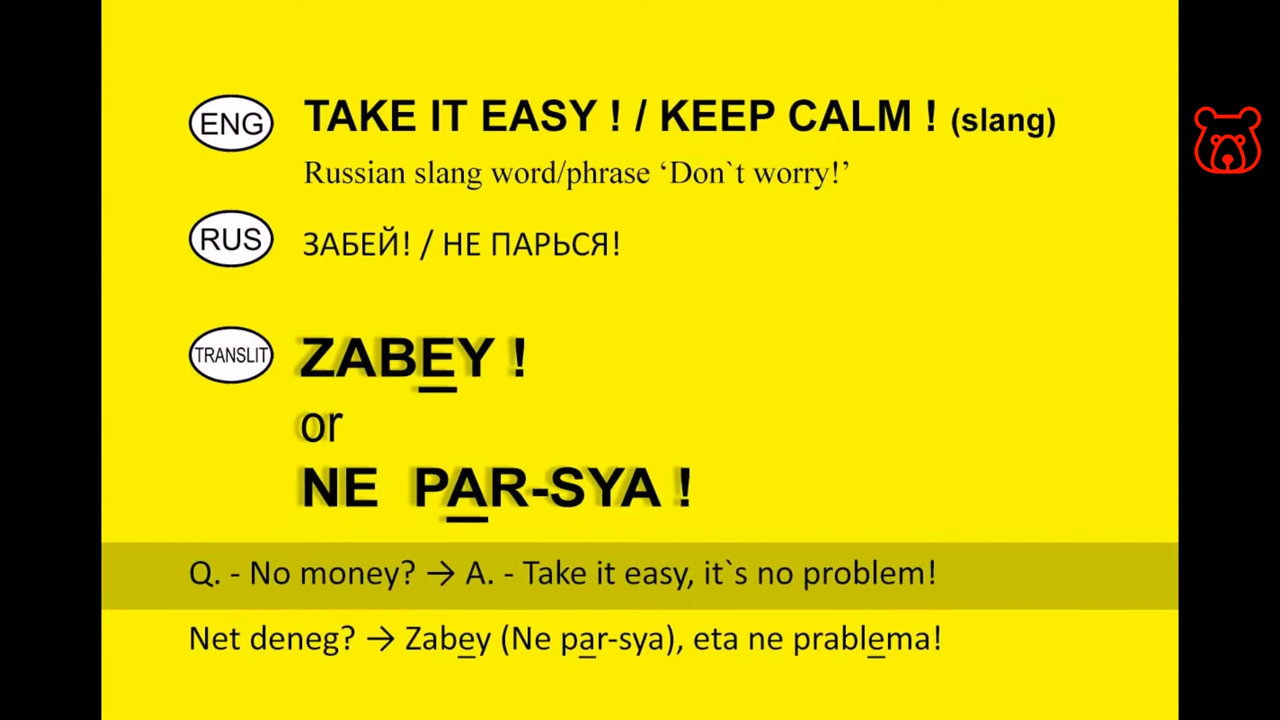 ENG TAKE IT EASY ! / KEEP CALM ! (slang)
Russian slang word/phrase ‘Don`t worry!’
RUS ЗАБЕЙ! / НЕ ПАРЬСЯ!
TRANSLIT ZABEY !
or
NE PAR-SYA !
Q. - No money? → A. - Take it easy, it`s no problem!
Net deneg? → Zabey (Ne par-sya), eta ne prablema!